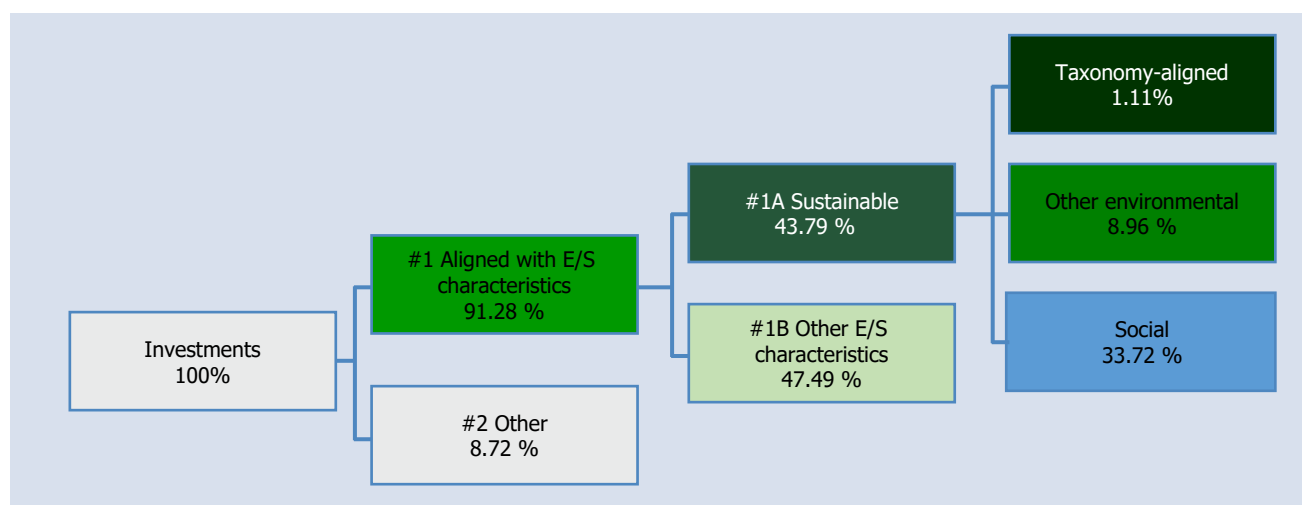 Investments
100%
#1 Aligned with E/S
characteristics
91.28 %
#2 Other
8.72 %
#1A Sustainable
43.79 %
#1B Other E/S
characteristics
47.49 %
Taxonomy-aligned
1.11%
Other environmental
8.96 %
Social
33.72 %